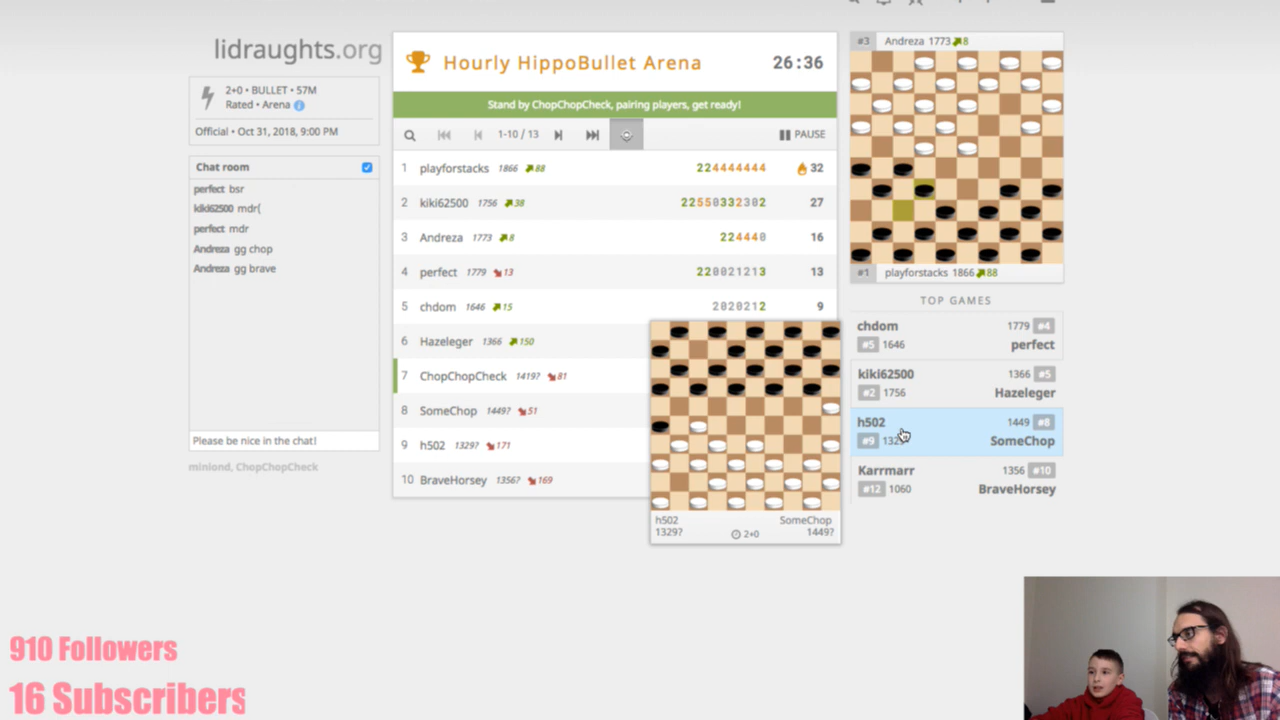 lidraughts.org
2+0 • BULLET • 57M
Rated • Arena
Official • Oct 31, 2018, 9:00 PM
Chat room
perfect bsr
kiki62500 mdr(
perfect mdr
Andreza gg chop
Andreza gg brave
Please be nice in the chat!
minlond, ChopChopCheck
Hourly HippoBullet Arena 26:36
Stand by ChopChopCheck, pairing players, get ready!
1-10 / 13 PAUSE
1 playforstacks 1866 88 224444444 32
2 kiki62500 1756 38 22550332302 27
3 Andreza 1773 8 224440 16
4 perfect 1779 13 220021213 13
5 chdom 1646 15 2020212 9
6 Hazeleger 1366 150
7 ChopChopCheck 1419? 81
8 SomeChop 1449? 51
9 h502 1329? 171
10 BraveHorsey 1356? 169
h502 SomeChop
1329? 2+0 1449?
#3 Andreza 1773 8
#1 playforstacks 1866 88
TOP GAMES
chdom 1779 #4
#5 1646 perfect
kiki62500 1366 #5
#2 1756 Hazeleger
h502 1449 #8
#9 SomeChop
Karrmarr 1356 #10
#12 1060 BraveHorsey
910 Followers
16 Subscribers